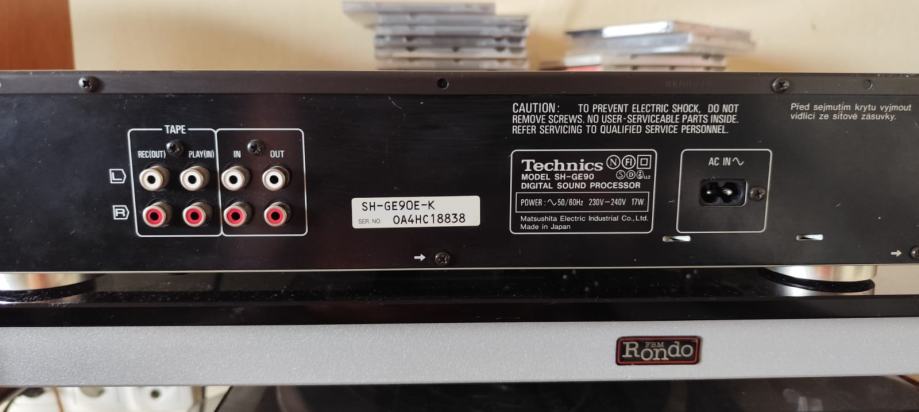 TAPE
REC(OUT) PLAY(IN) IN OUT
L
R
SH-GE90E-K
SER. NO. 0A4HC18838
CAUTION: TO PREVENT ELECTRIC SHOCK, DO NOT
REMOVE SCREWS. NO USER-SERVICEABLE PARTS INSIDE.
REFER SERVICING TO QUALIFIED SERVICE PERSONNEL.
Technics N FI
MODEL SH-GE90 S D
DIGITAL SOUND PROCESSOR
POWER: ∿50/60Hz 230V–240V 17W
Matsushita Electric Industrial Co., Ltd.
Made in Japan
AC IN ∿
Před sejmutím krytu vyjmout
vidlici ze síťové zásuvky.
FBM
Rondo